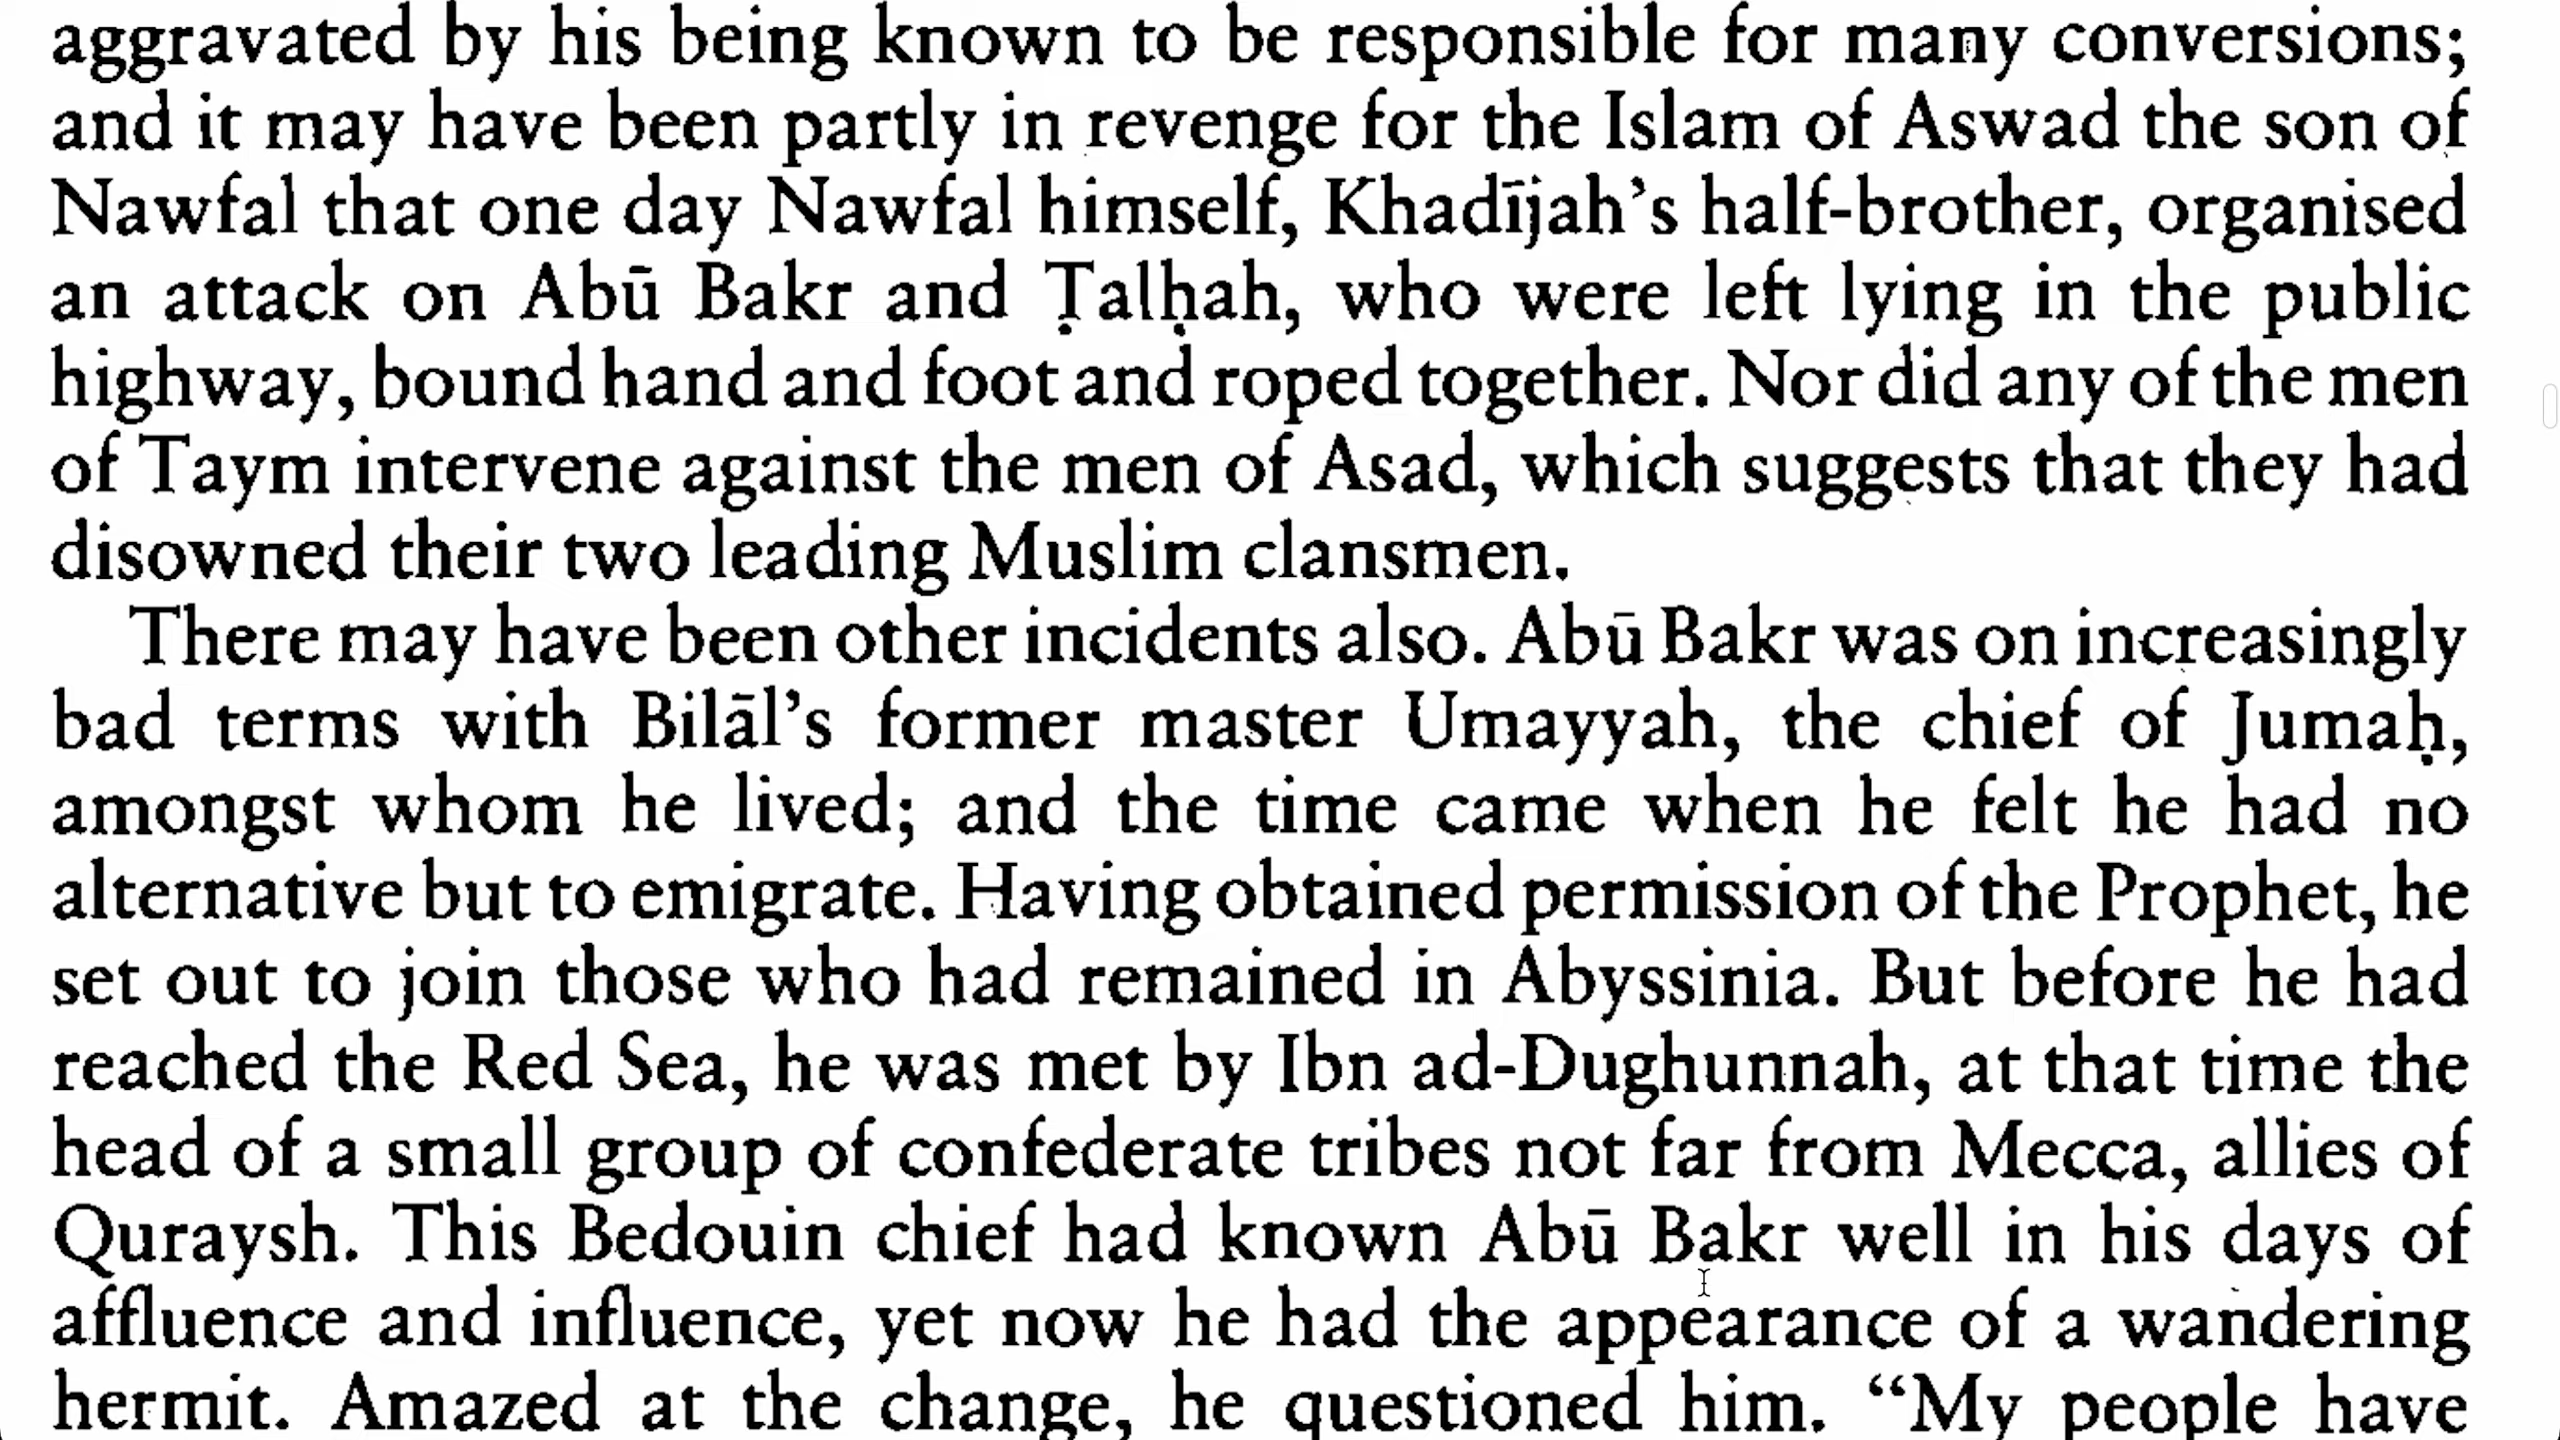 aggravated by his being known to be responsible for many conversions;
and it may have been partly in revenge for the Islam of Aswad the son of
Nawfal that one day Nawfal himself, Khadījah’s half-brother, organised
an attack on Abū Bakr and Ṭalḥah, who were left lying in the public
highway, bound hand and foot and roped together. Nor did any of the men
of Taym intervene against the men of Asad, which suggests that they had
disowned their two leading Muslim clansmen.
There may have been other incidents also. Abū Bakr was on increasingly
bad terms with Bilāl’s former master Umayyah, the chief of Jumaḥ,
amongst whom he lived; and the time came when he felt he had no
alternative but to emigrate. Having obtained permission of the Prophet, he
set out to join those who had remained in Abyssinia. But before he had
reached the Red Sea, he was met by Ibn ad-Dughunnah, at that time the
head of a small group of confederate tribes not far from Mecca, allies of
Quraysh. This Bedouin chief had known Abū Bakr well in his days of
affluence and influence, yet now he had the appearance of a wandering
hermit. Amazed at the change, he questioned him. “My people have